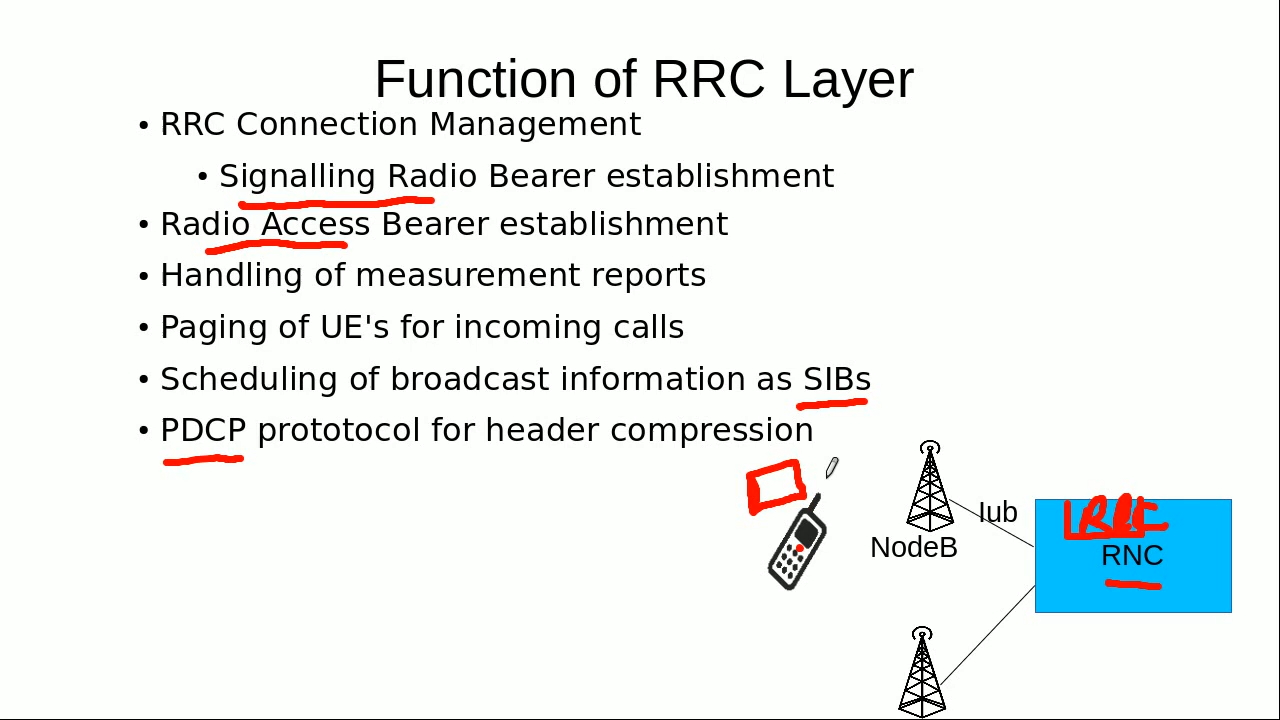 Function of RRC Layer
• RRC Connection Management
• Signalling Radio Bearer establishment
• Radio Access Bearer establishment
• Handling of measurement reports
• Paging of UE's for incoming calls
• Scheduling of broadcast information as SIBs
• PDCP prototocol for header compression
Iub
RRC
NodeB
RNC